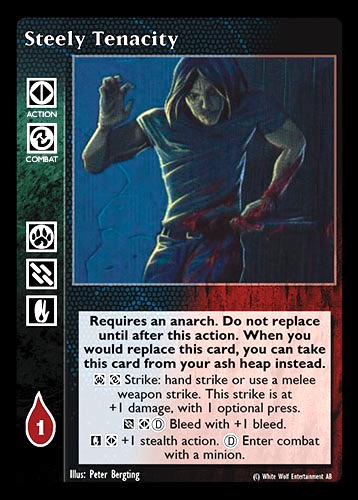 Steely Tenacity
ACTION
COMBAT
Requires an anarch. Do not replace
until after this action. When you
would replace this card, you can take
this card from your ash heap instead.
Strike: hand strike or use a melee
weapon strike. This strike is at
+1 damage, with 1 optional press.
D Bleed with +1 bleed.
+1 stealth action. D Enter combat
with a minion.
1
Illus: Peter Bergting
(C) White Wolf Entertainment AB